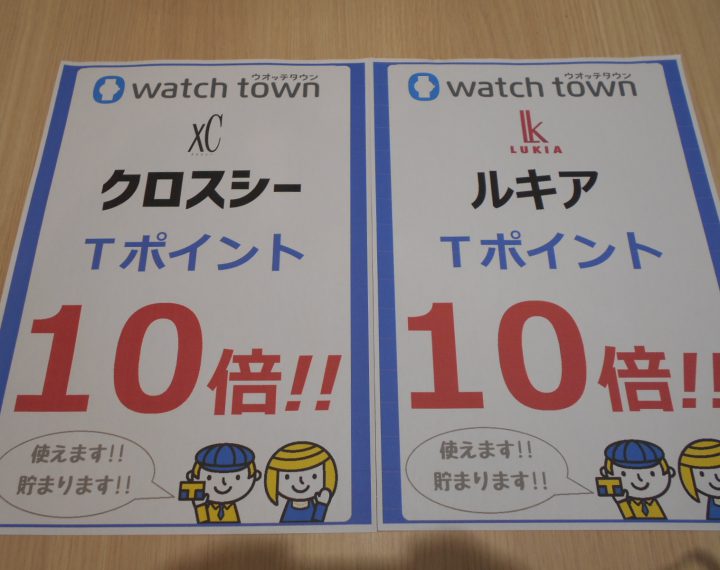 ウオッチタウン
watch town
xC
クロスシー
Tポイント
10倍!!
使えます!!
貯まります!!
T
ウオッチタウン
watch town
LK
LUKIA
ルキア
Tポイント
10倍!!
使えます!!
貯まります!!
T